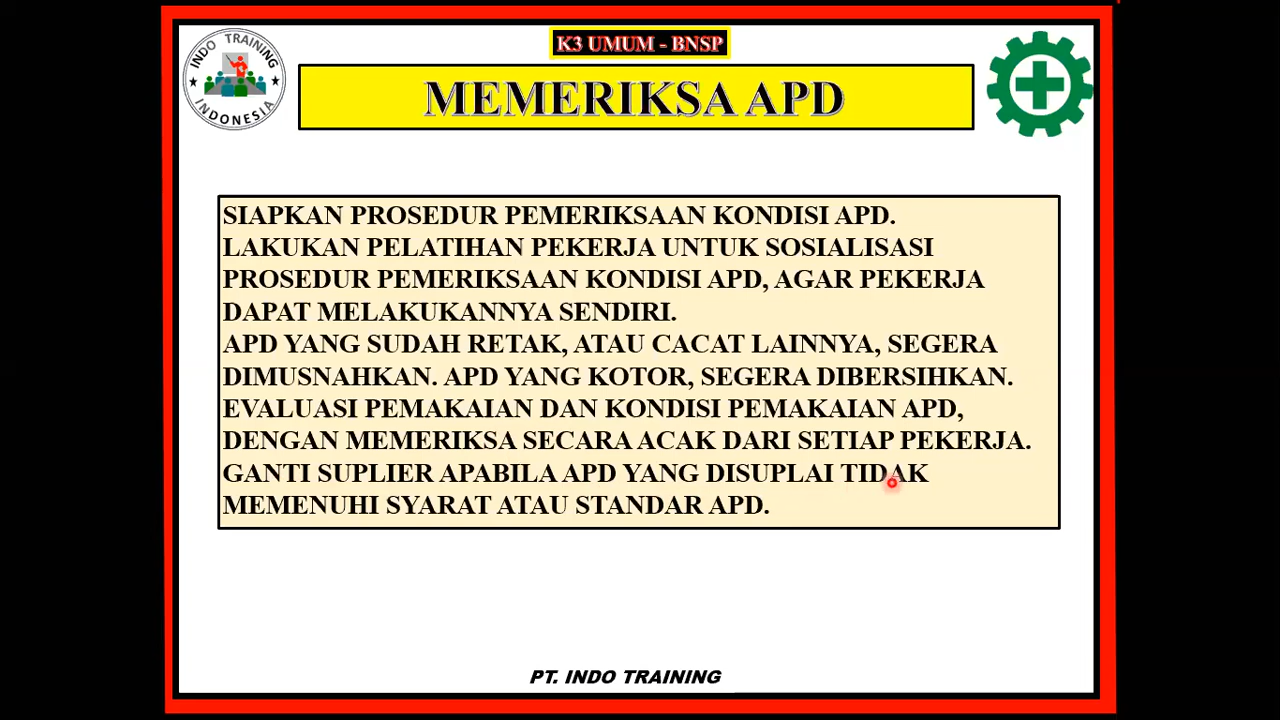 INDO TRAINING
INDONESIA
K3 UMUM - BNSP
MEMERIKSA APD
SIAPKAN PROSEDUR PEMERIKSAAN KONDISI APD.
LAKUKAN PELATIHAN PEKERJA UNTUK SOSIALISASI
PROSEDUR PEMERIKSAAN KONDISI APD, AGAR PEKERJA
DAPAT MELAKUKANNYA SENDIRI.
APD YANG SUDAH RETAK, ATAU CACAT LAINNYA, SEGERA
DIMUSNAHKAN. APD YANG KOTOR, SEGERA DIBERSIHKAN.
EVALUASI PEMAKAIAN DAN KONDISI PEMAKAIAN APD,
DENGAN MEMERIKSA SECARA ACAK DARI SETIAP PEKERJA.
GANTI SUPLIER APABILA APD YANG DISUPLAI TIDAK
MEMENUHI SYARAT ATAU STANDAR APD.
PT. INDO TRAINING